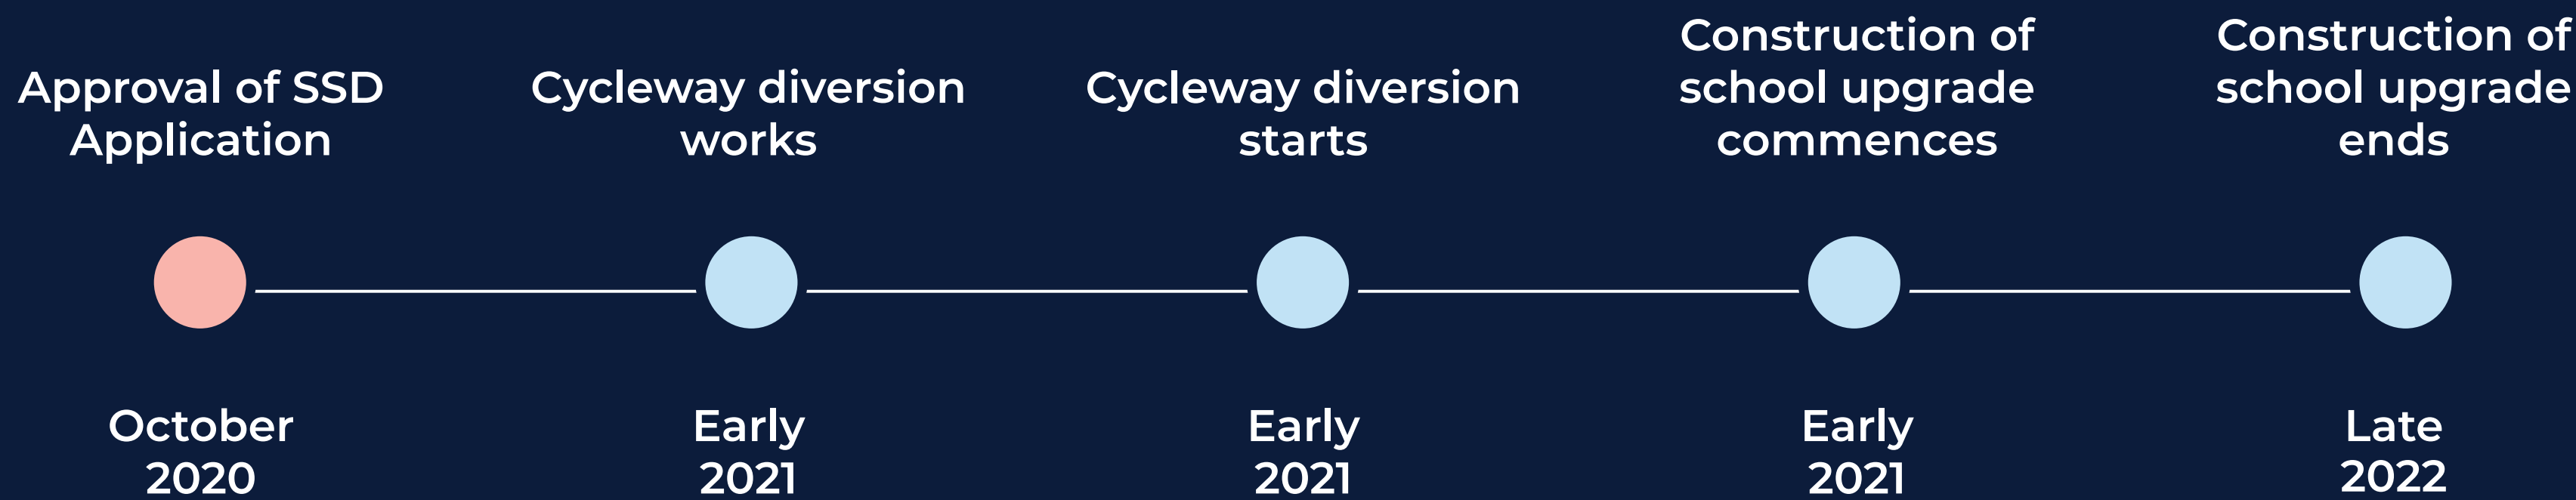 Approval of SSD
Application
Cycleway diversion
works
Cycleway diversion
starts
Construction of
school upgrade
commences
Construction of
school upgrade
ends
October
2020
Early
2021
Early
2021
Early
2021
Late
2022